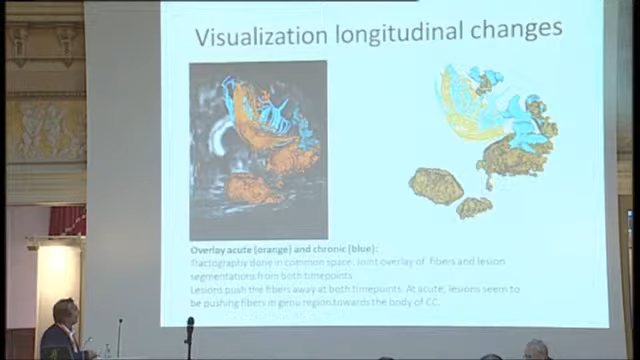 Visualization longitudinal changes
Overlay acute (orange) and chronic (blue):
Tractography done in common space. Joint overlay of fibers and lesion
segmentations from both timepoints.
Lesions push the fibers away at both timepoints. At acute, lesions seem to
be pushing fibers in genu region towards the body of CC.